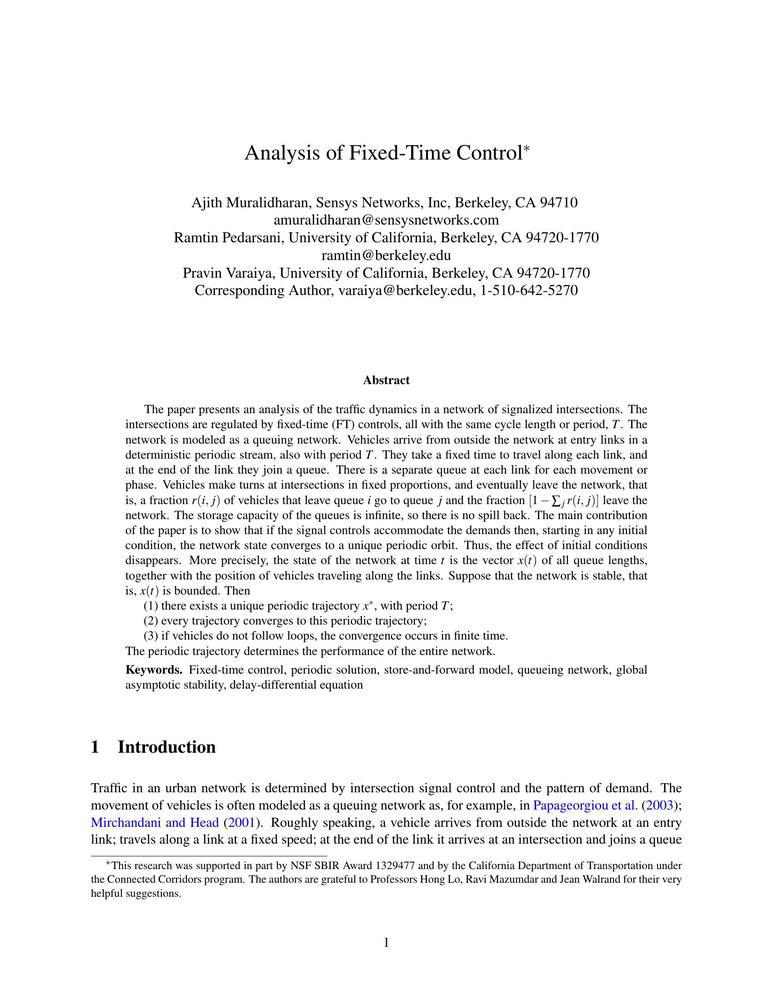 Analysis of Fixed-Time Control*
Ajith Muralidharan, Sensys Networks, Inc, Berkeley, CA 94710
amuralidharan@sensysnetworks.com
Ramtin Pedarsani, University of California, Berkeley, CA 94720-1770
ramtin@berkeley.edu
Pravin Varaiya, University of California, Berkeley, CA 94720-1770
Corresponding Author, varaiya@berkeley.edu, 1-510-642-5270
Abstract
The paper presents an analysis of the traffic dynamics in a network of signalized intersections. The
intersections are regulated by fixed-time (FT) controls, all with the same cycle length or period, T. The
network is modeled as a queuing network. Vehicles arrive from outside the network at entry links in a
deterministic periodic stream, also with period T. They take a fixed time to travel along each link, and
at the end of the link they join a queue. There is a separate queue at each link for each movement or
phase. Vehicles make turns at intersections in fixed proportions, and eventually leave the network, that
is, a fraction r(i, j) of vehicles that leave queue i go to queue j and the fraction [1 − ∑j r(i, j)] leave the
network. The storage capacity of the queues is infinite, so there is no spill back. The main contribution
of the paper is to show that if the signal controls accommodate the demands then, starting in any initial
condition, the network state converges to a unique periodic orbit. Thus, the effect of initial conditions
disappears. More precisely, the state of the network at time t is the vector x(t) of all queue lengths,
together with the position of vehicles traveling along the links. Suppose that the network is stable, that
is, x(t) is bounded. Then
(1) there exists a unique periodic trajectory x*, with period T;
(2) every trajectory converges to this periodic trajectory;
(3) if vehicles do not follow loops, the convergence occurs in finite time.
The periodic trajectory determines the performance of the entire network.
Keywords. Fixed-time control, periodic solution, store-and-forward model, queueing network, global
asymptotic stability, delay-differential equation
1 Introduction
Traffic in an urban network is determined by intersection signal control and the pattern of demand. The
movement of vehicles is often modeled as a queuing network as, for example, in Papageorgiou et al. (2003);
Mirchandani and Head (2001). Roughly speaking, a vehicle arrives from outside the network at an entry
link; travels along a link at a fixed speed; at the end of the link it arrives at an intersection and joins a queue
*This research was supported in part by NSF SBIR Award 1329477 and by the California Department of Transportation under
the Connected Corridors program. The authors are grateful to Professors Hong Lo, Ravi Mazumdar and Jean Walrand for their very
helpful suggestions.
1